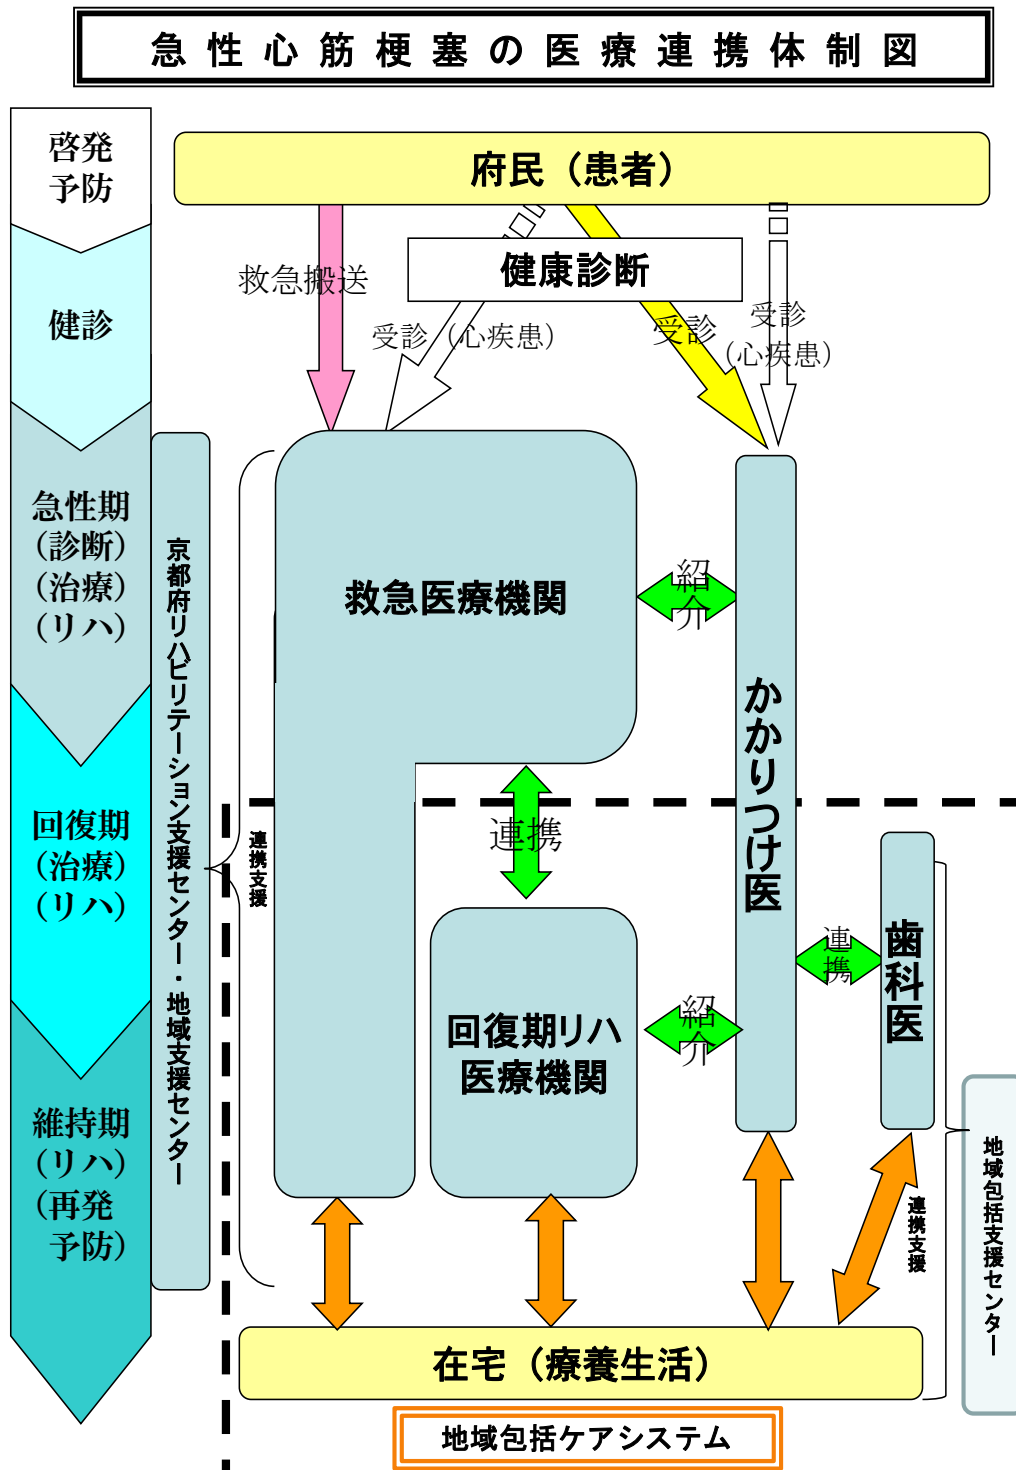 急性心筋梗塞の医療連携体制図
啓発
予防
府民（患者）
健康診断
救急搬送
受診（心疾患）
受診
受診
（心疾患）
健診
急性期
（診断）
（治療）
（リハ）
回復期
（治療）
（リハ）
維持期
（リハ）
（再発
予防）
京都府リハビリテーション支援センター・地域支援センター
連携支援
救急医療機関
紹介
かかりつけ医
連携
回復期リハ
医療機関
紹介
連携
歯科医
連携支援
地域包括支援センター
在宅（療養生活）
地域包括ケアシステム